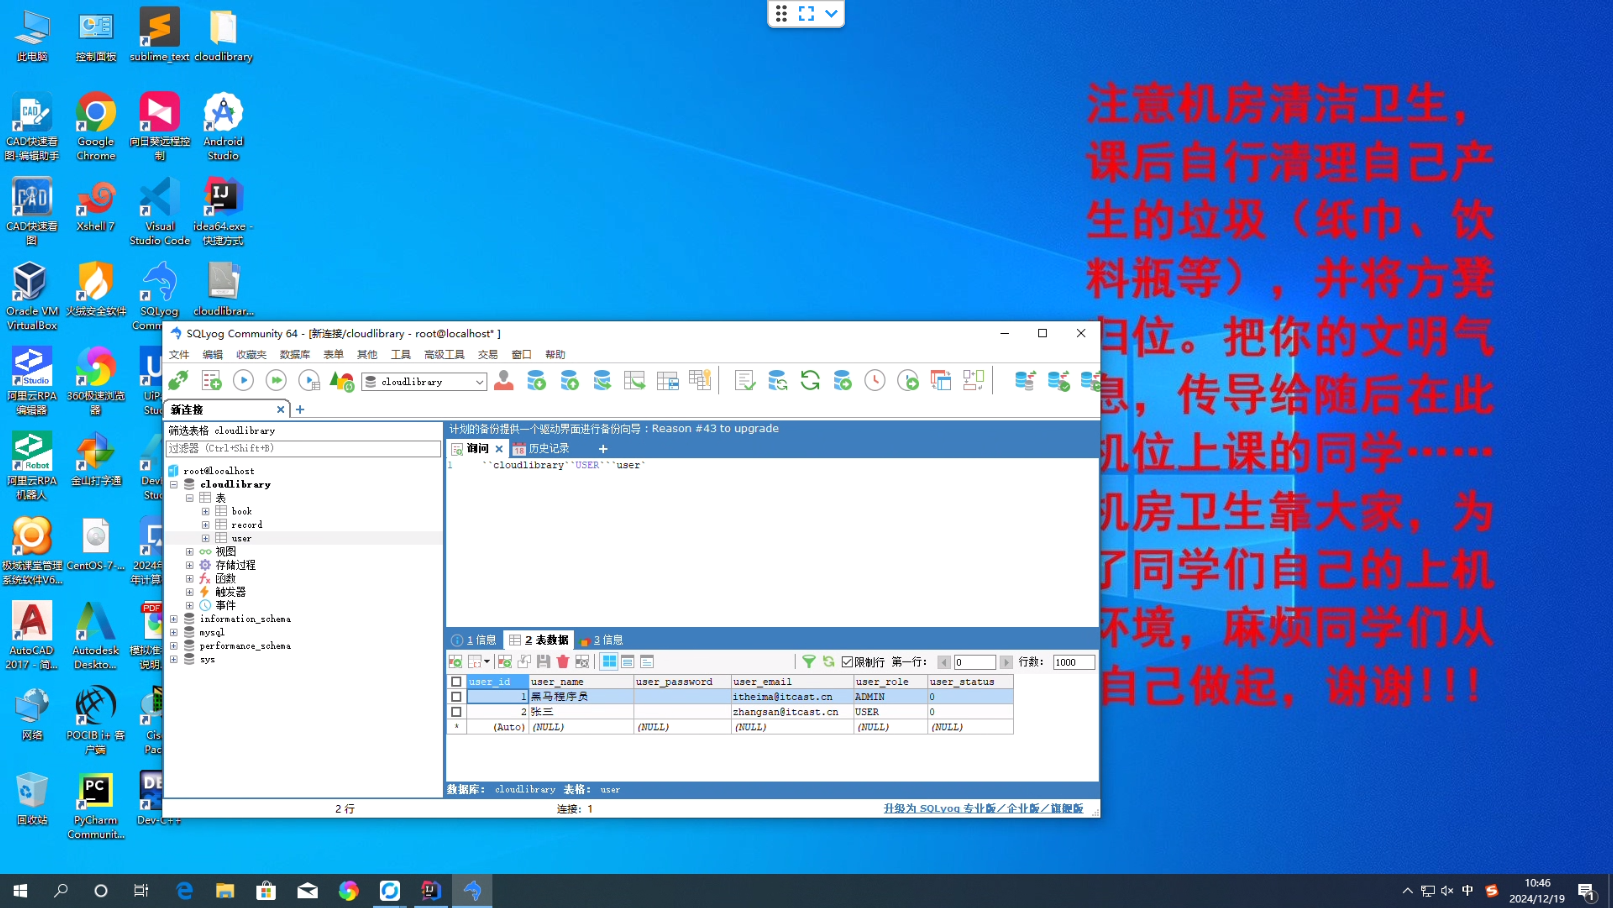 此电脑
控制面板
sublime_text
cloudlibrary
CAD快速看
图-编辑助手
Google
Chrome
向日葵远程控
制
Android
Studio
CAD快速看
图
Xshell 7
Visual
Studio Code
idea64.exe -
快捷方式
Oracle VM
VirtualBox
火绒安全软件
SQLyog
Comm
cloudlibrar...
阿里云RPA
编辑器
360极速浏览
器
UiP
Stud
阿里云RPA
机器人
金山打字通
Devi
Stud
极域课堂管理
系统软件V6...
CentOS-7-...
2024年
年计算
AutoCAD
2017 - 简...
Autodesk
Deskto...
模拟准
说明.
网络
POCIB i+ 客
户端
Cis
Pac
回收站
PyCharm
Communit...
Dev-C++
注意机房清洁卫生，
课后自行清理自己产
生的垃圾（纸巾、饮
料瓶等），并将方凳
归位。把你的文明气
息，传导给随后在此
机位上课的同学……
机房卫生靠大家，为
了同学们自己的上机
环境，麻烦同学们从
自己做起，谢谢!!!
SQLyog Community 64 - [新连接/cloudlibrary - root@localhost* ]
文件 编辑 收藏夹 数据库 表单 其他 工具 高级工具 交易 窗口 帮助
cloudlibrary
新连接
筛选表格 cloudlibrary
过滤器 (Ctrl+Shift+B)
root@localhost
cloudlibrary
表
book
record
user
视图
存储过程
函数
触发器
事件
information_schema
mysql
performance_schema
sys
计划的备份提供一个驱动界面进行备份向导：Reason #43 to upgrade
询问 历史记录
1 ``cloudlibrary``USER```user`
1 信息 2 表数据 3 信息
限制行 第一行： 0 行数： 1000
user_id user_name user_password user_email user_role user_status
1 黑马程序员 itheima@itcast.cn ADMIN 0
2 张三 zhangsan@itcast.cn USER 0
* (Auto) (NULL) (NULL) (NULL) (NULL) (NULL)
数据库： cloudlibrary 表格： user
2 行 连接：1 升级为 SQLyog 专业版/企业版/旗舰版
中
10:46
2024/12/19
1